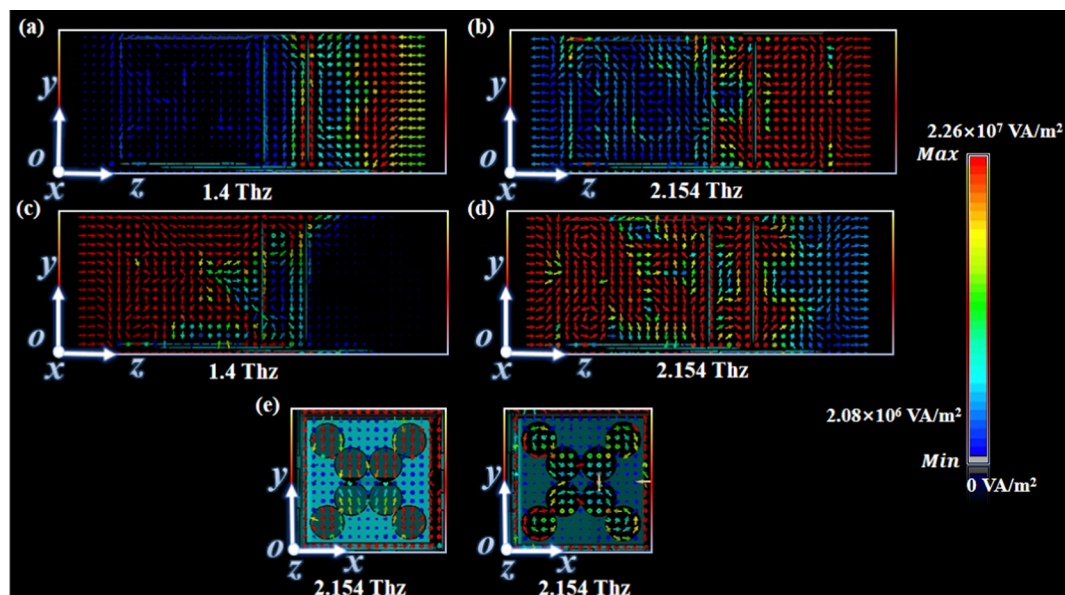 (a)
y
o
x
z
1.4 Thz
(b)
y
o
x
z
2.154 Thz
(c)
y
o
x
z
1.4 Thz
(d)
y
o
x
z
2.154 Thz
(e)
y
o
z
x
2.154 Thz
y
o
z
x
2.154 Thz
2.26×10⁷ VA/m²
Max
2.08×10⁶ VA/m²
Min
0 VA/m²